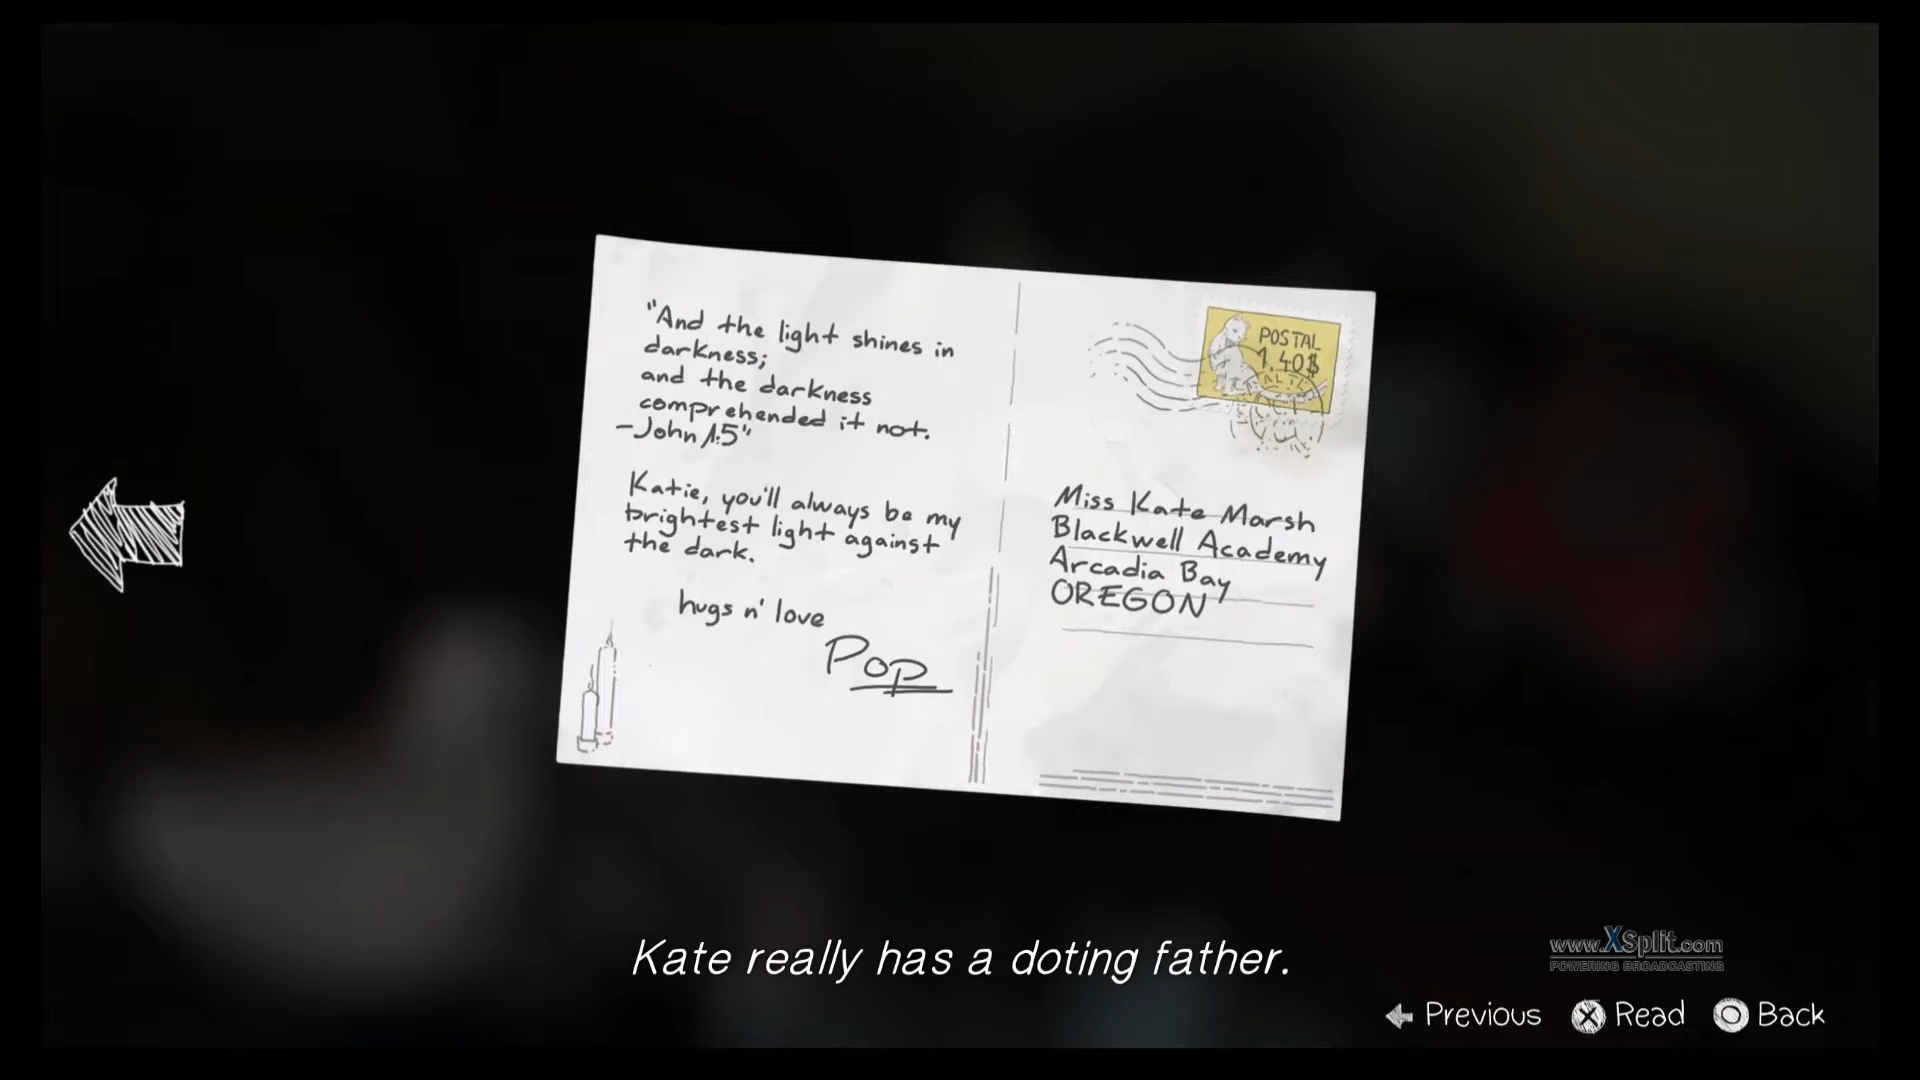 "And the light shines in
darkness;
and the darkness
comprehended it not.
-John 1:5"
Katie, you'll always be my
brightest light against
the dark.
hugs n' love
Pop
POSTAL
1.40$
Miss Kate Marsh
Blackwell Academy
Arcadia Bay
OREGON
Kate really has a doting father.
www.XSplit.com
POWERING BROADCASTING
Previous
Read
Back